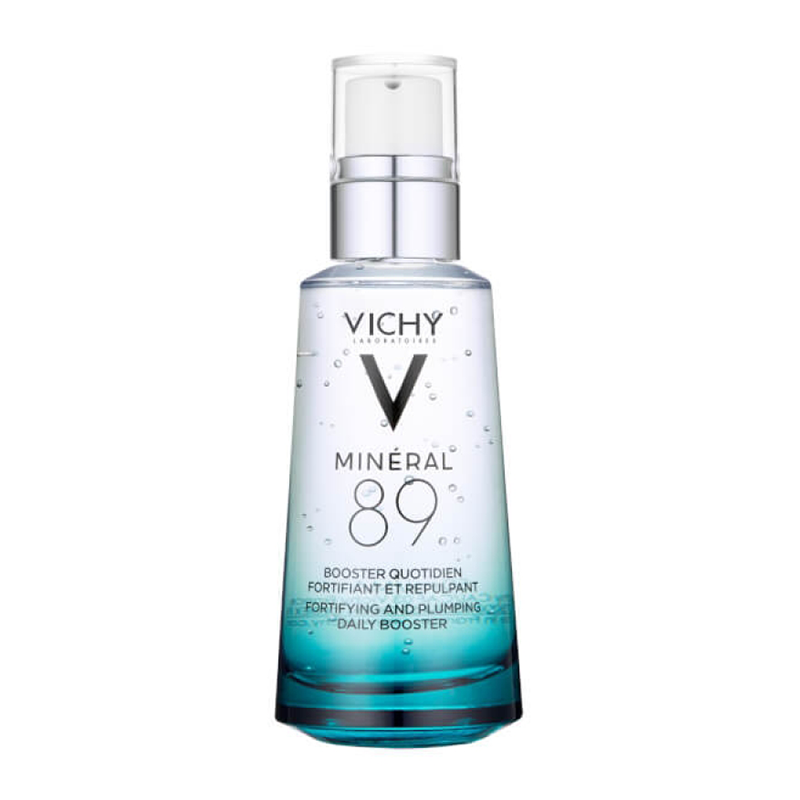 VICHY
LABORATOIRES
V
MINÉRAL
89
BOOSTER QUOTIDIEN
FORTIFIANT ET REPULPANT
FORTIFYING AND PLUMPING
DAILY BOOSTER